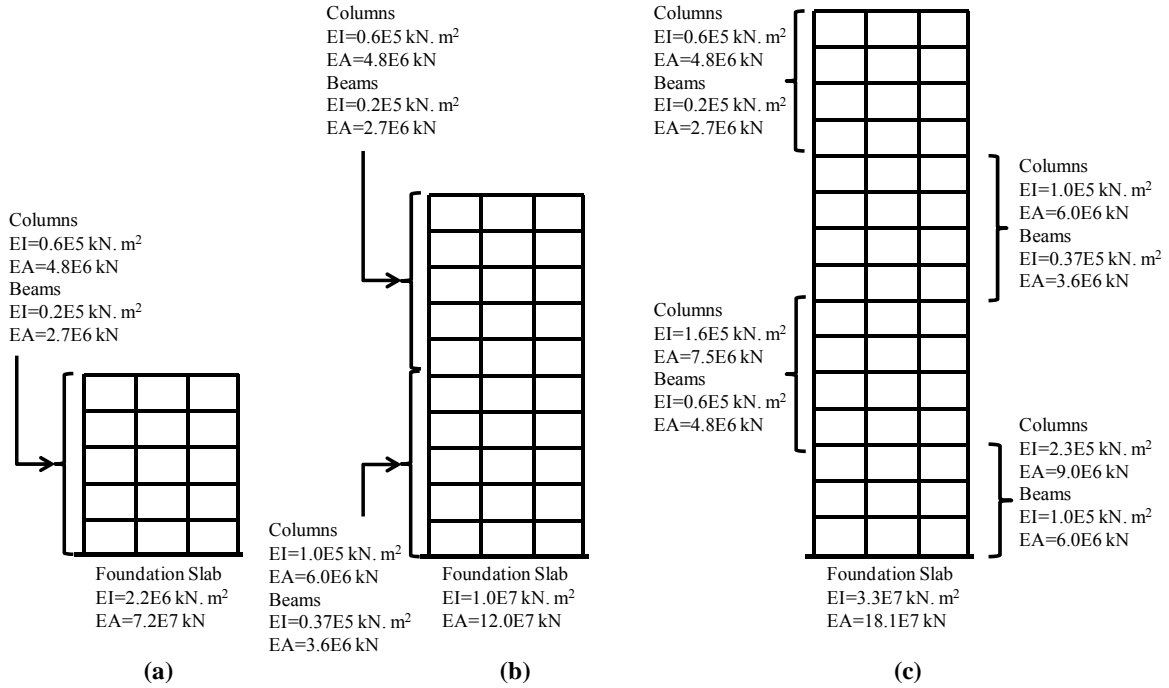 Columns
EI=0.6E5 kN. m²
EA=4.8E6 kN
Beams
EI=0.2E5 kN. m²
EA=2.7E6 kN
Foundation Slab
EI=2.2E6 kN. m²
EA=7.2E7 kN
(a)
Columns
EI=0.6E5 kN. m²
EA=4.8E6 kN
Beams
EI=0.2E5 kN. m²
EA=2.7E6 kN
Columns
EI=1.0E5 kN. m²
EA=6.0E6 kN
Beams
EI=0.37E5 kN. m²
EA=3.6E6 kN
Foundation Slab
EI=1.0E7 kN. m²
EA=12.0E7 kN
(b)
Columns
EI=0.6E5 kN. m²
EA=4.8E6 kN
Beams
EI=0.2E5 kN. m²
EA=2.7E6 kN
Columns
EI=1.0E5 kN. m²
EA=6.0E6 kN
Beams
EI=0.37E5 kN. m²
EA=3.6E6 kN
Columns
EI=1.6E5 kN. m²
EA=7.5E6 kN
Beams
EI=0.6E5 kN. m²
EA=4.8E6 kN
Columns
EI=2.3E5 kN. m²
EA=9.0E6 kN
Beams
EI=1.0E5 kN. m²
EA=6.0E6 kN
Foundation Slab
EI=3.3E7 kN. m²
EA=18.1E7 kN
(c)